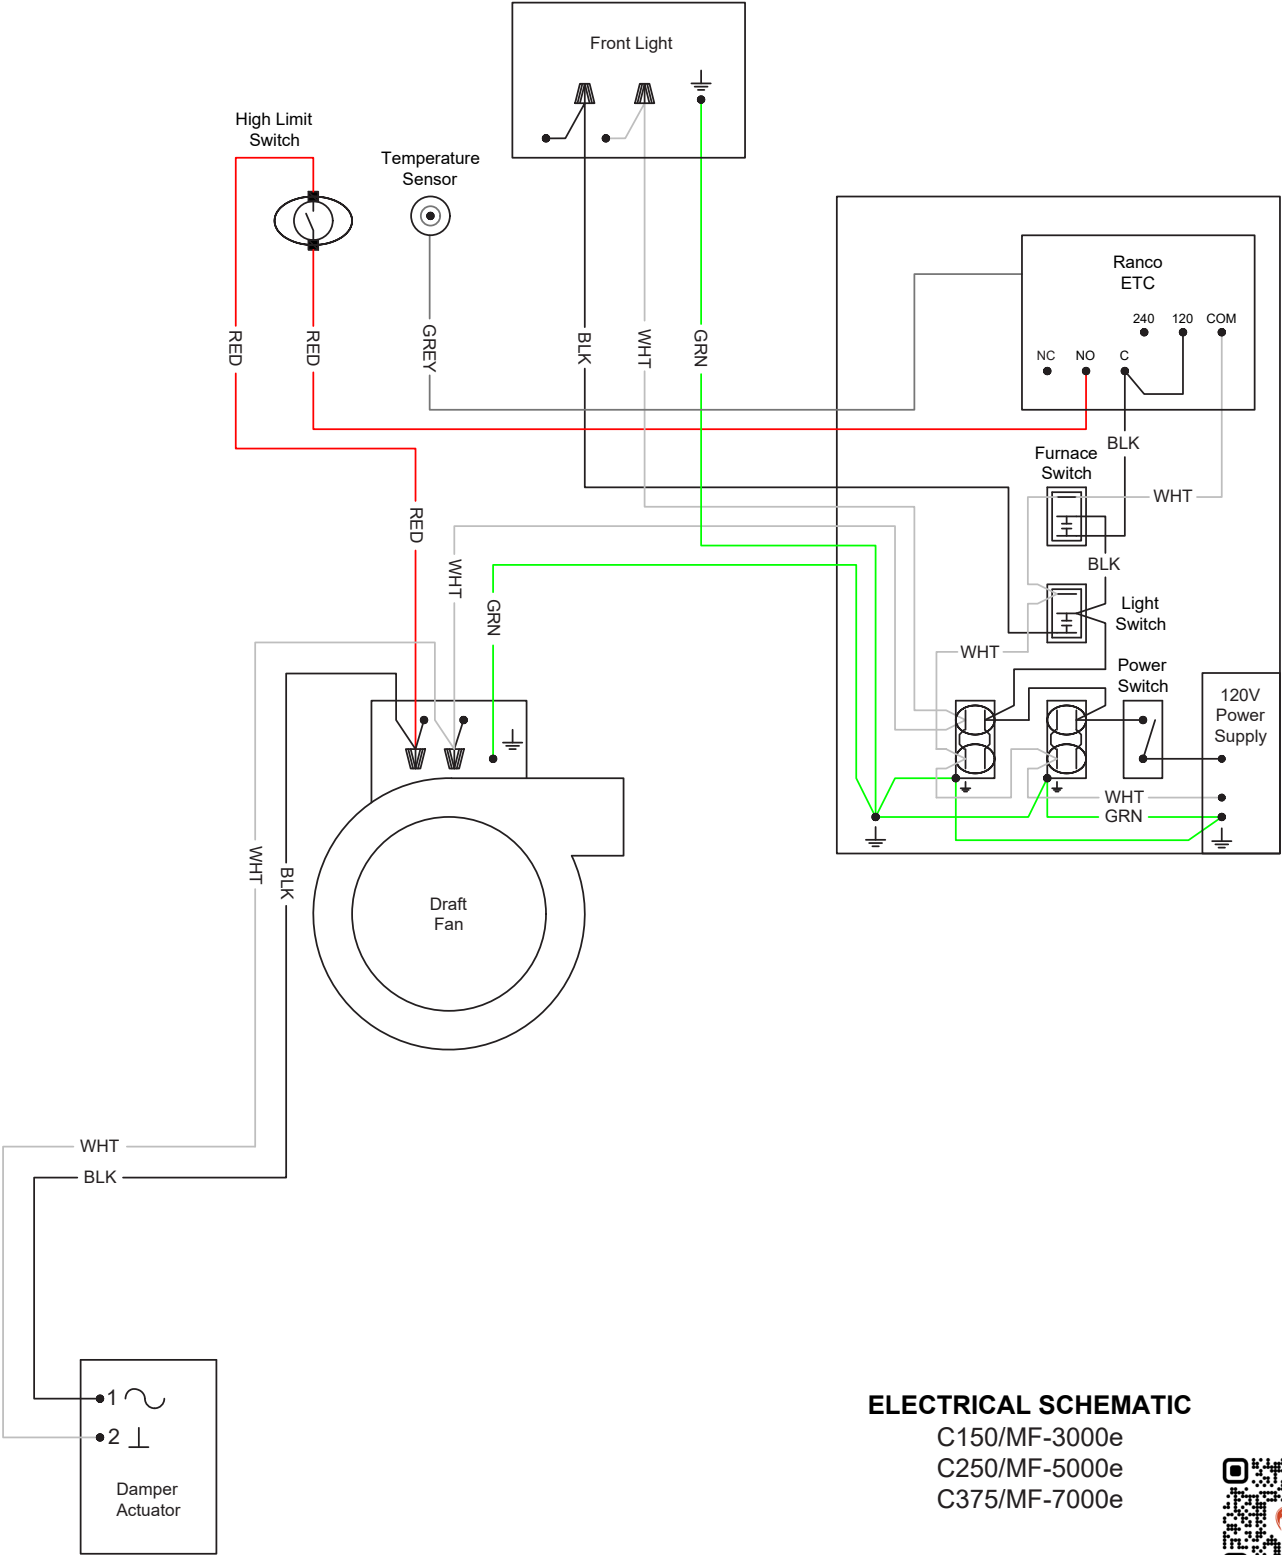 Front Light
High Limit
Switch
Temperature
Sensor
Ranco
ETC
240
120
COM
NC
NO
C
RED
RED
GREY
BLK
WHT
GRN
BLK
Furnace
Switch
WHT
RED
WHT
GRN
BLK
Light
Switch
WHT
Power
Switch
120V
Power
Supply
WHT
GRN
WHT
BLK
Draft
Fan
WHT
BLK
1
2
Damper
Actuator
ELECTRICAL SCHEMATIC
C150/MF-3000e
C250/MF-5000e
C375/MF-7000e